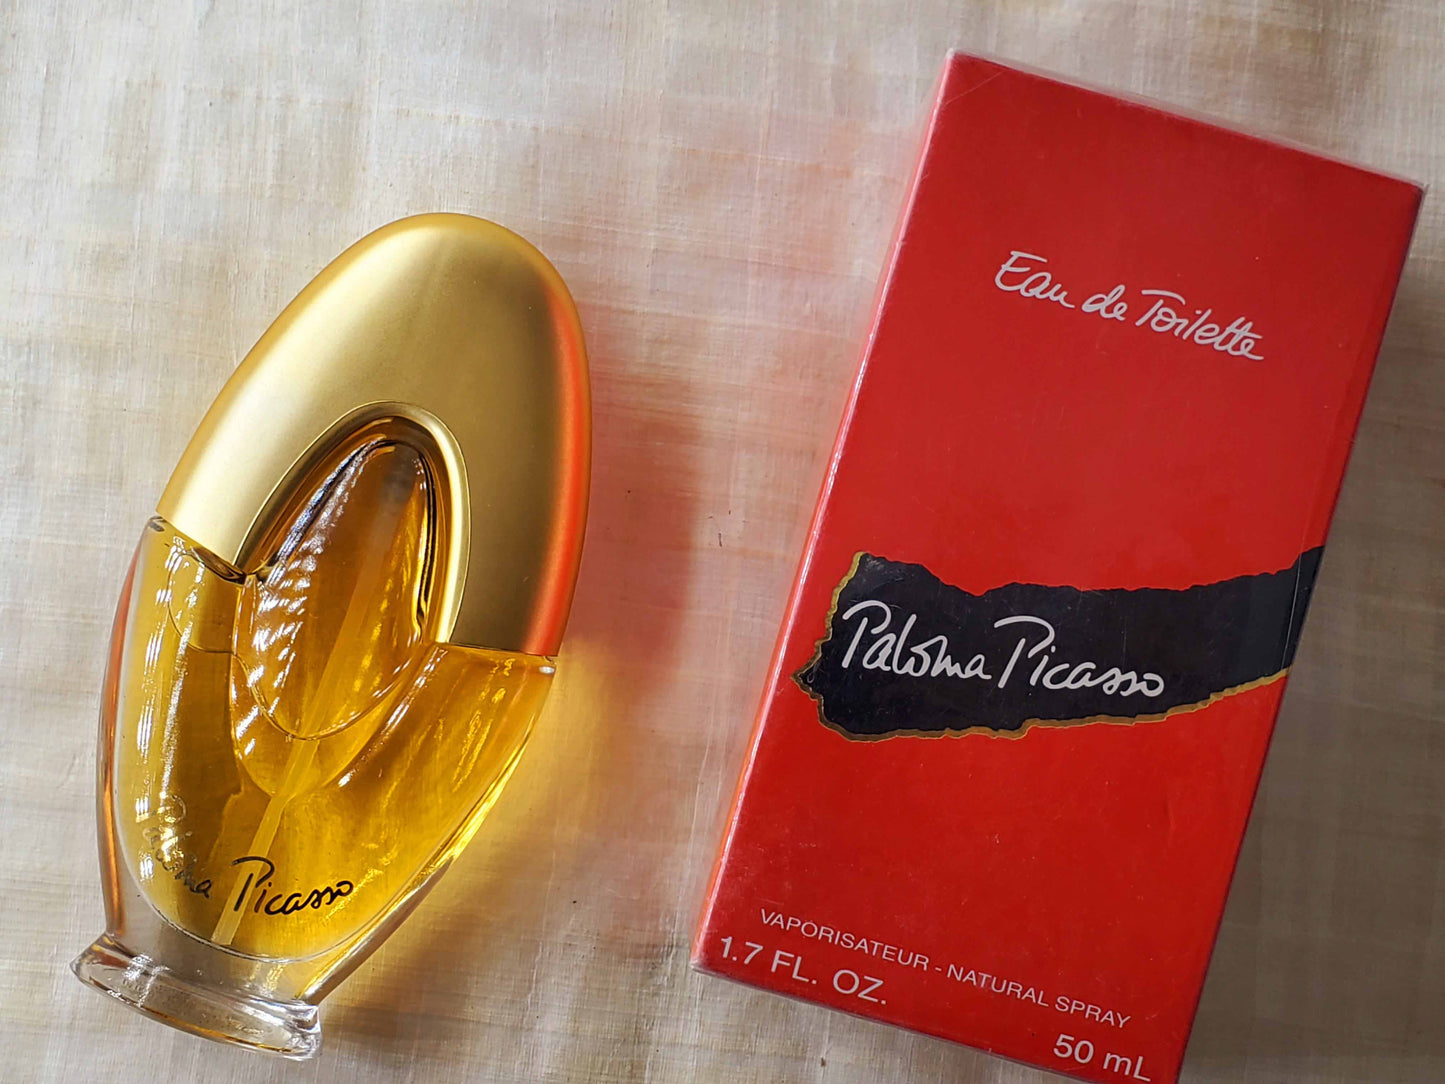 Eau de Toilette
Paloma Picasso
VAPORISATEUR - NATURAL SPRAY
1.7 FL. OZ.
50 mL
Paloma Picasso